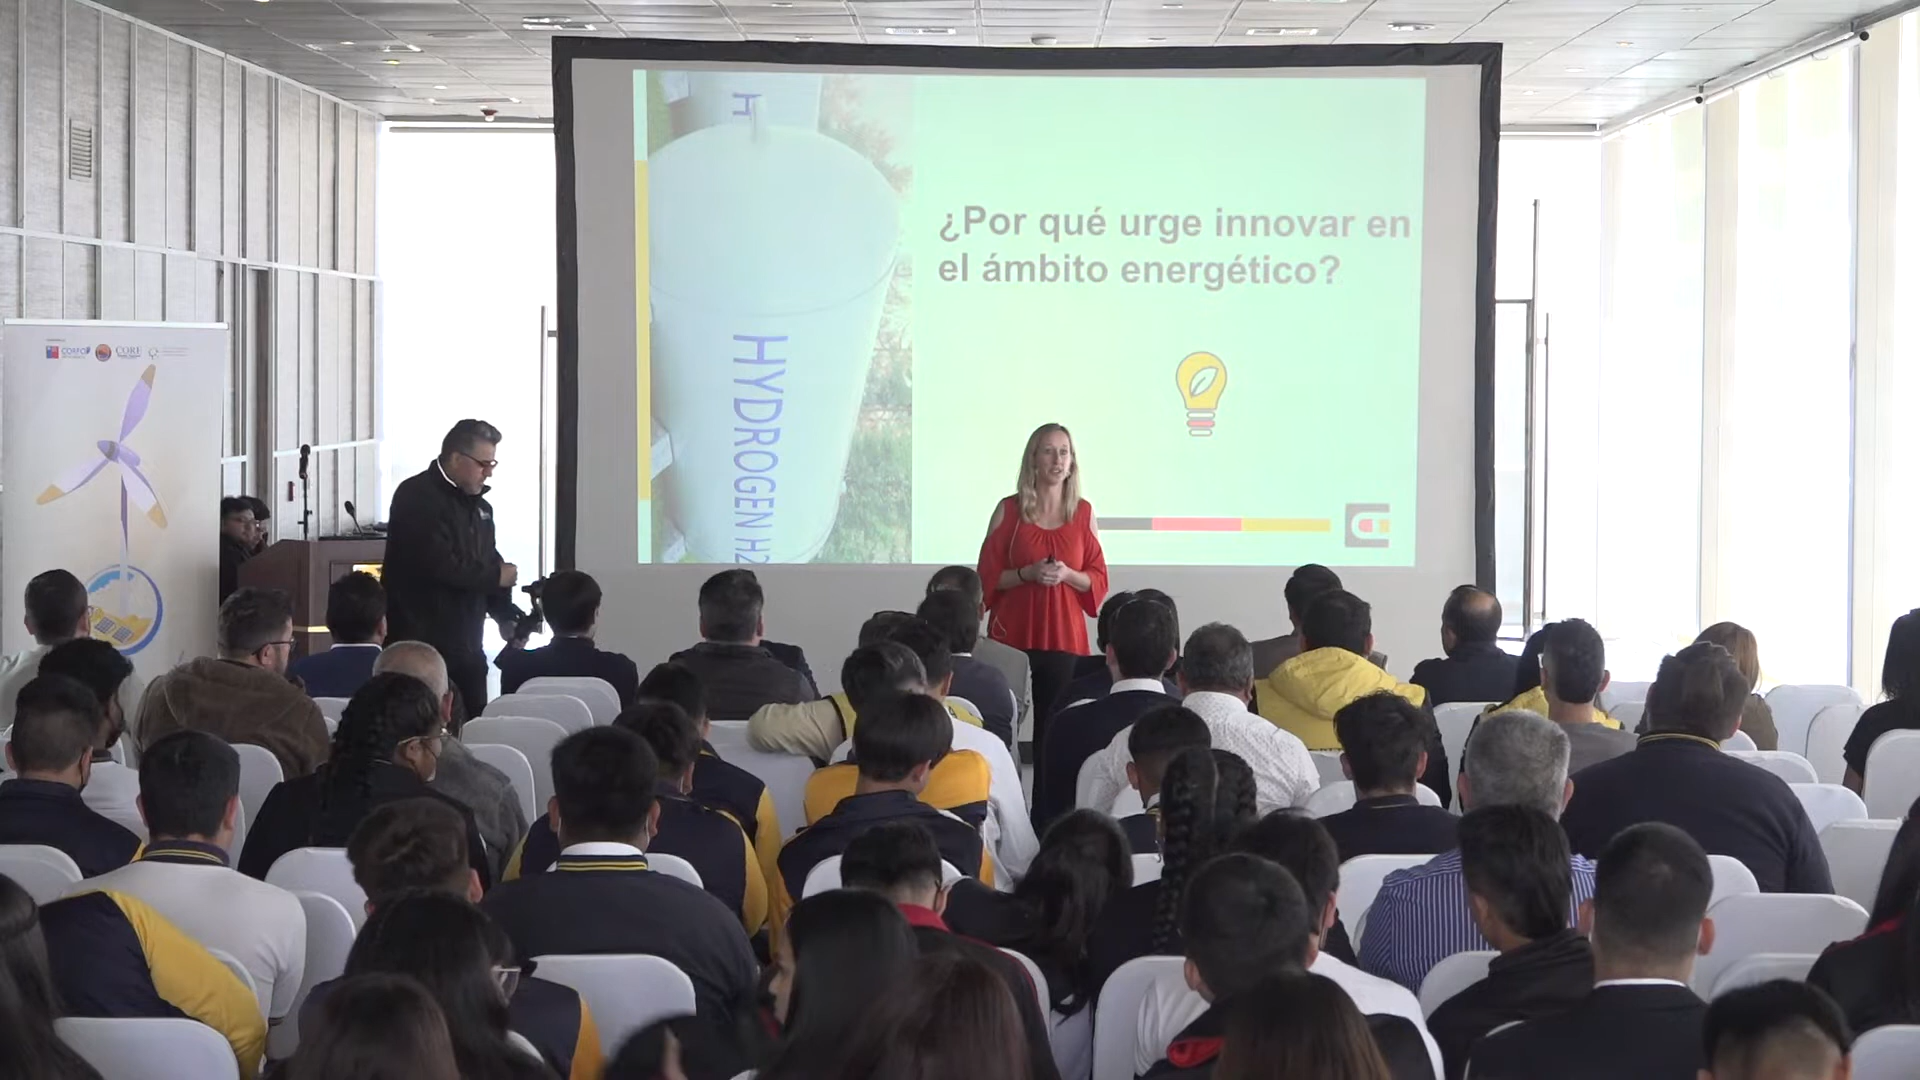 ¿Por qué urge innovar en
el ámbito energético?
H
HYDROGEN H2
CORFO
CORE